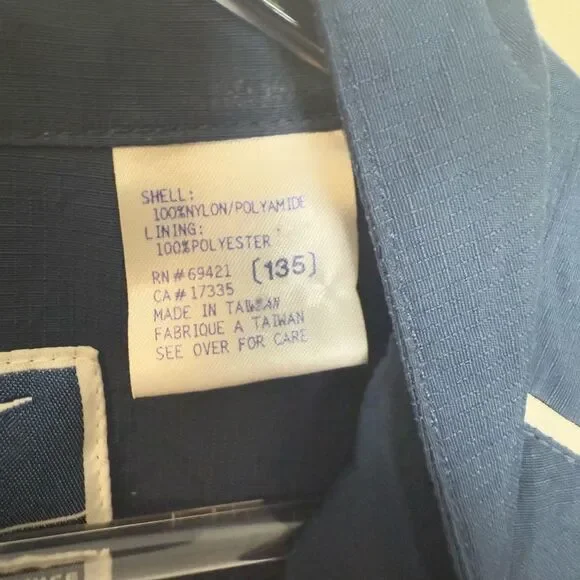 SHELL:
100%NYLON/POLYAMIDE
LINING:
100%POLYESTER
RN#69421 (135)
CA#17335
MADE IN TAIWAN
FABRIQUE A TAIWAN
SEE OVER FOR CARE